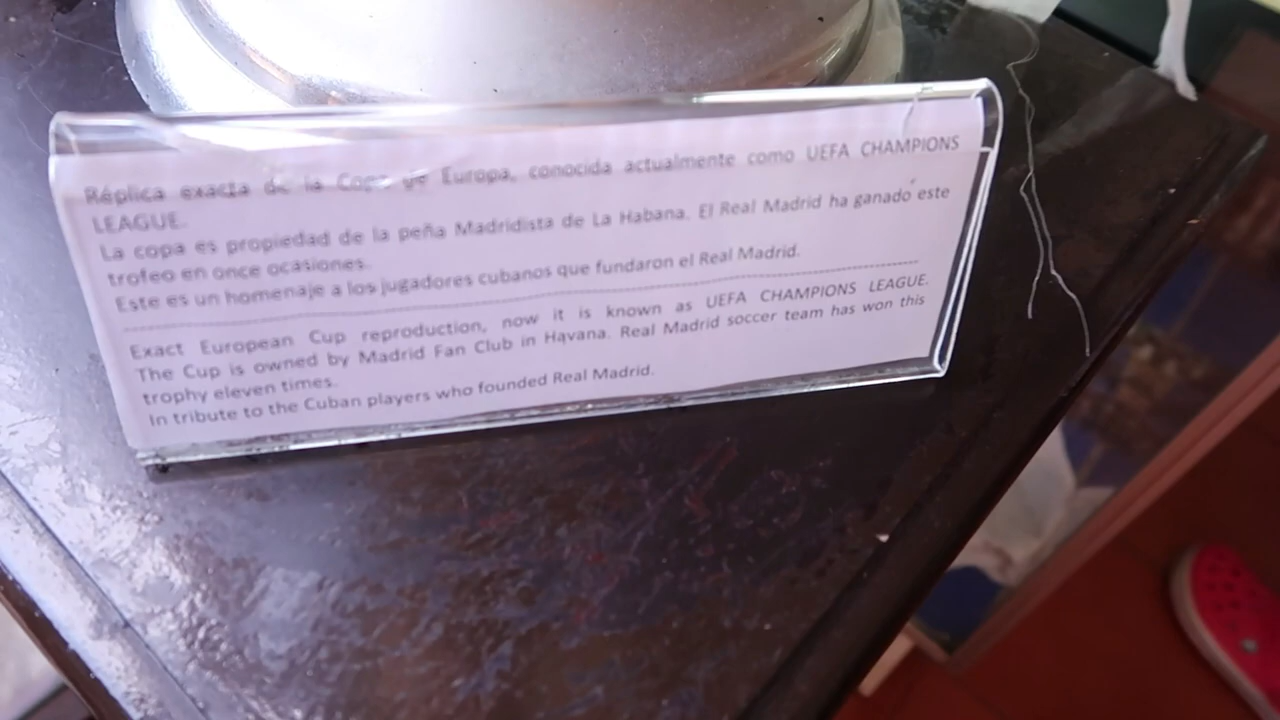 Réplica exacta de la Copa de Europa, conocida actualmente como UEFA CHAMPIONS
LEAGUE.
La copa es propiedad de la peña Madridista de La Habana. El Real Madrid ha ganado este
trofeo en once ocasiones.
Este es un homenaje a los jugadores cubanos que fundaron el Real Madrid.
Exact European Cup reproduction, now it is known as UEFA CHAMPIONS LEAGUE.
The Cup is owned by Madrid Fan Club in Havana. Real Madrid soccer team has won this
trophy eleven times.
In tribute to the Cuban players who founded Real Madrid.